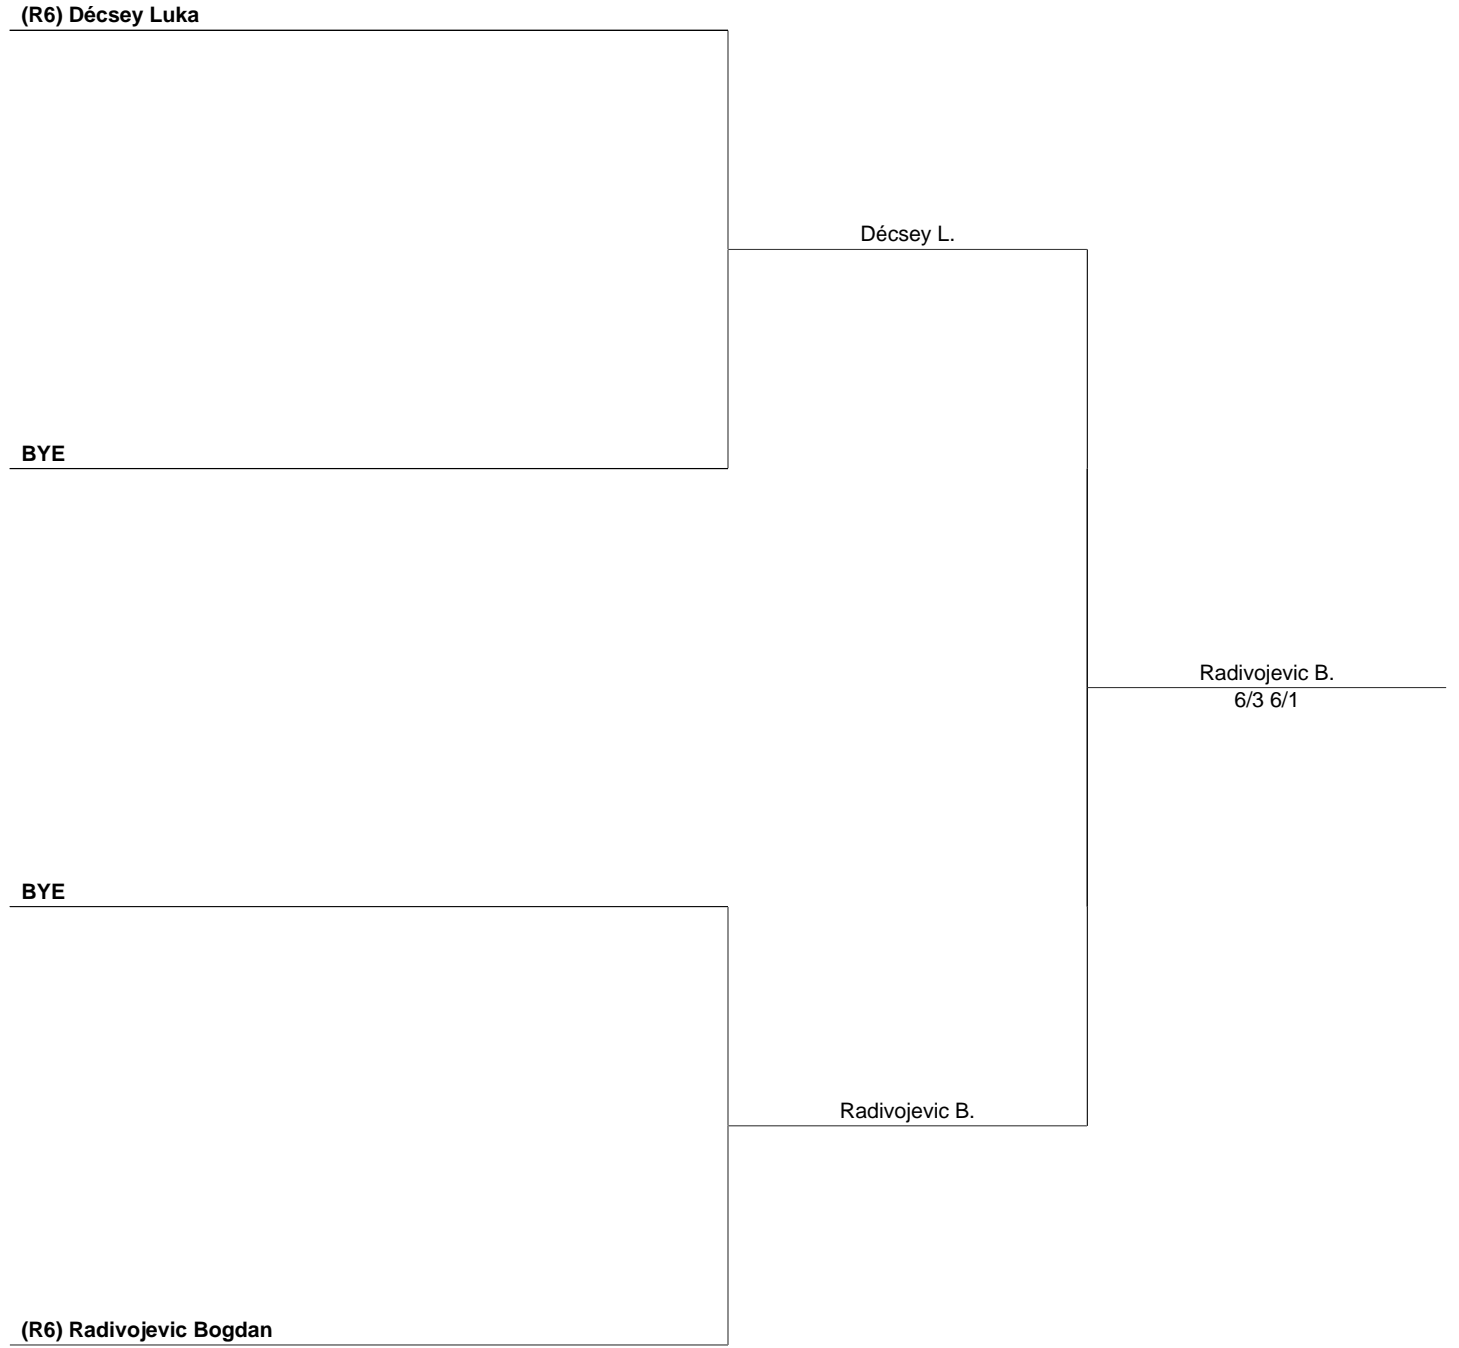 (R6) Décsey Luka
Décsey L.
BYE
Radivojevic B.
6/3 6/1
BYE
Radivojevic B.
(R6) Radivojevic Bogdan